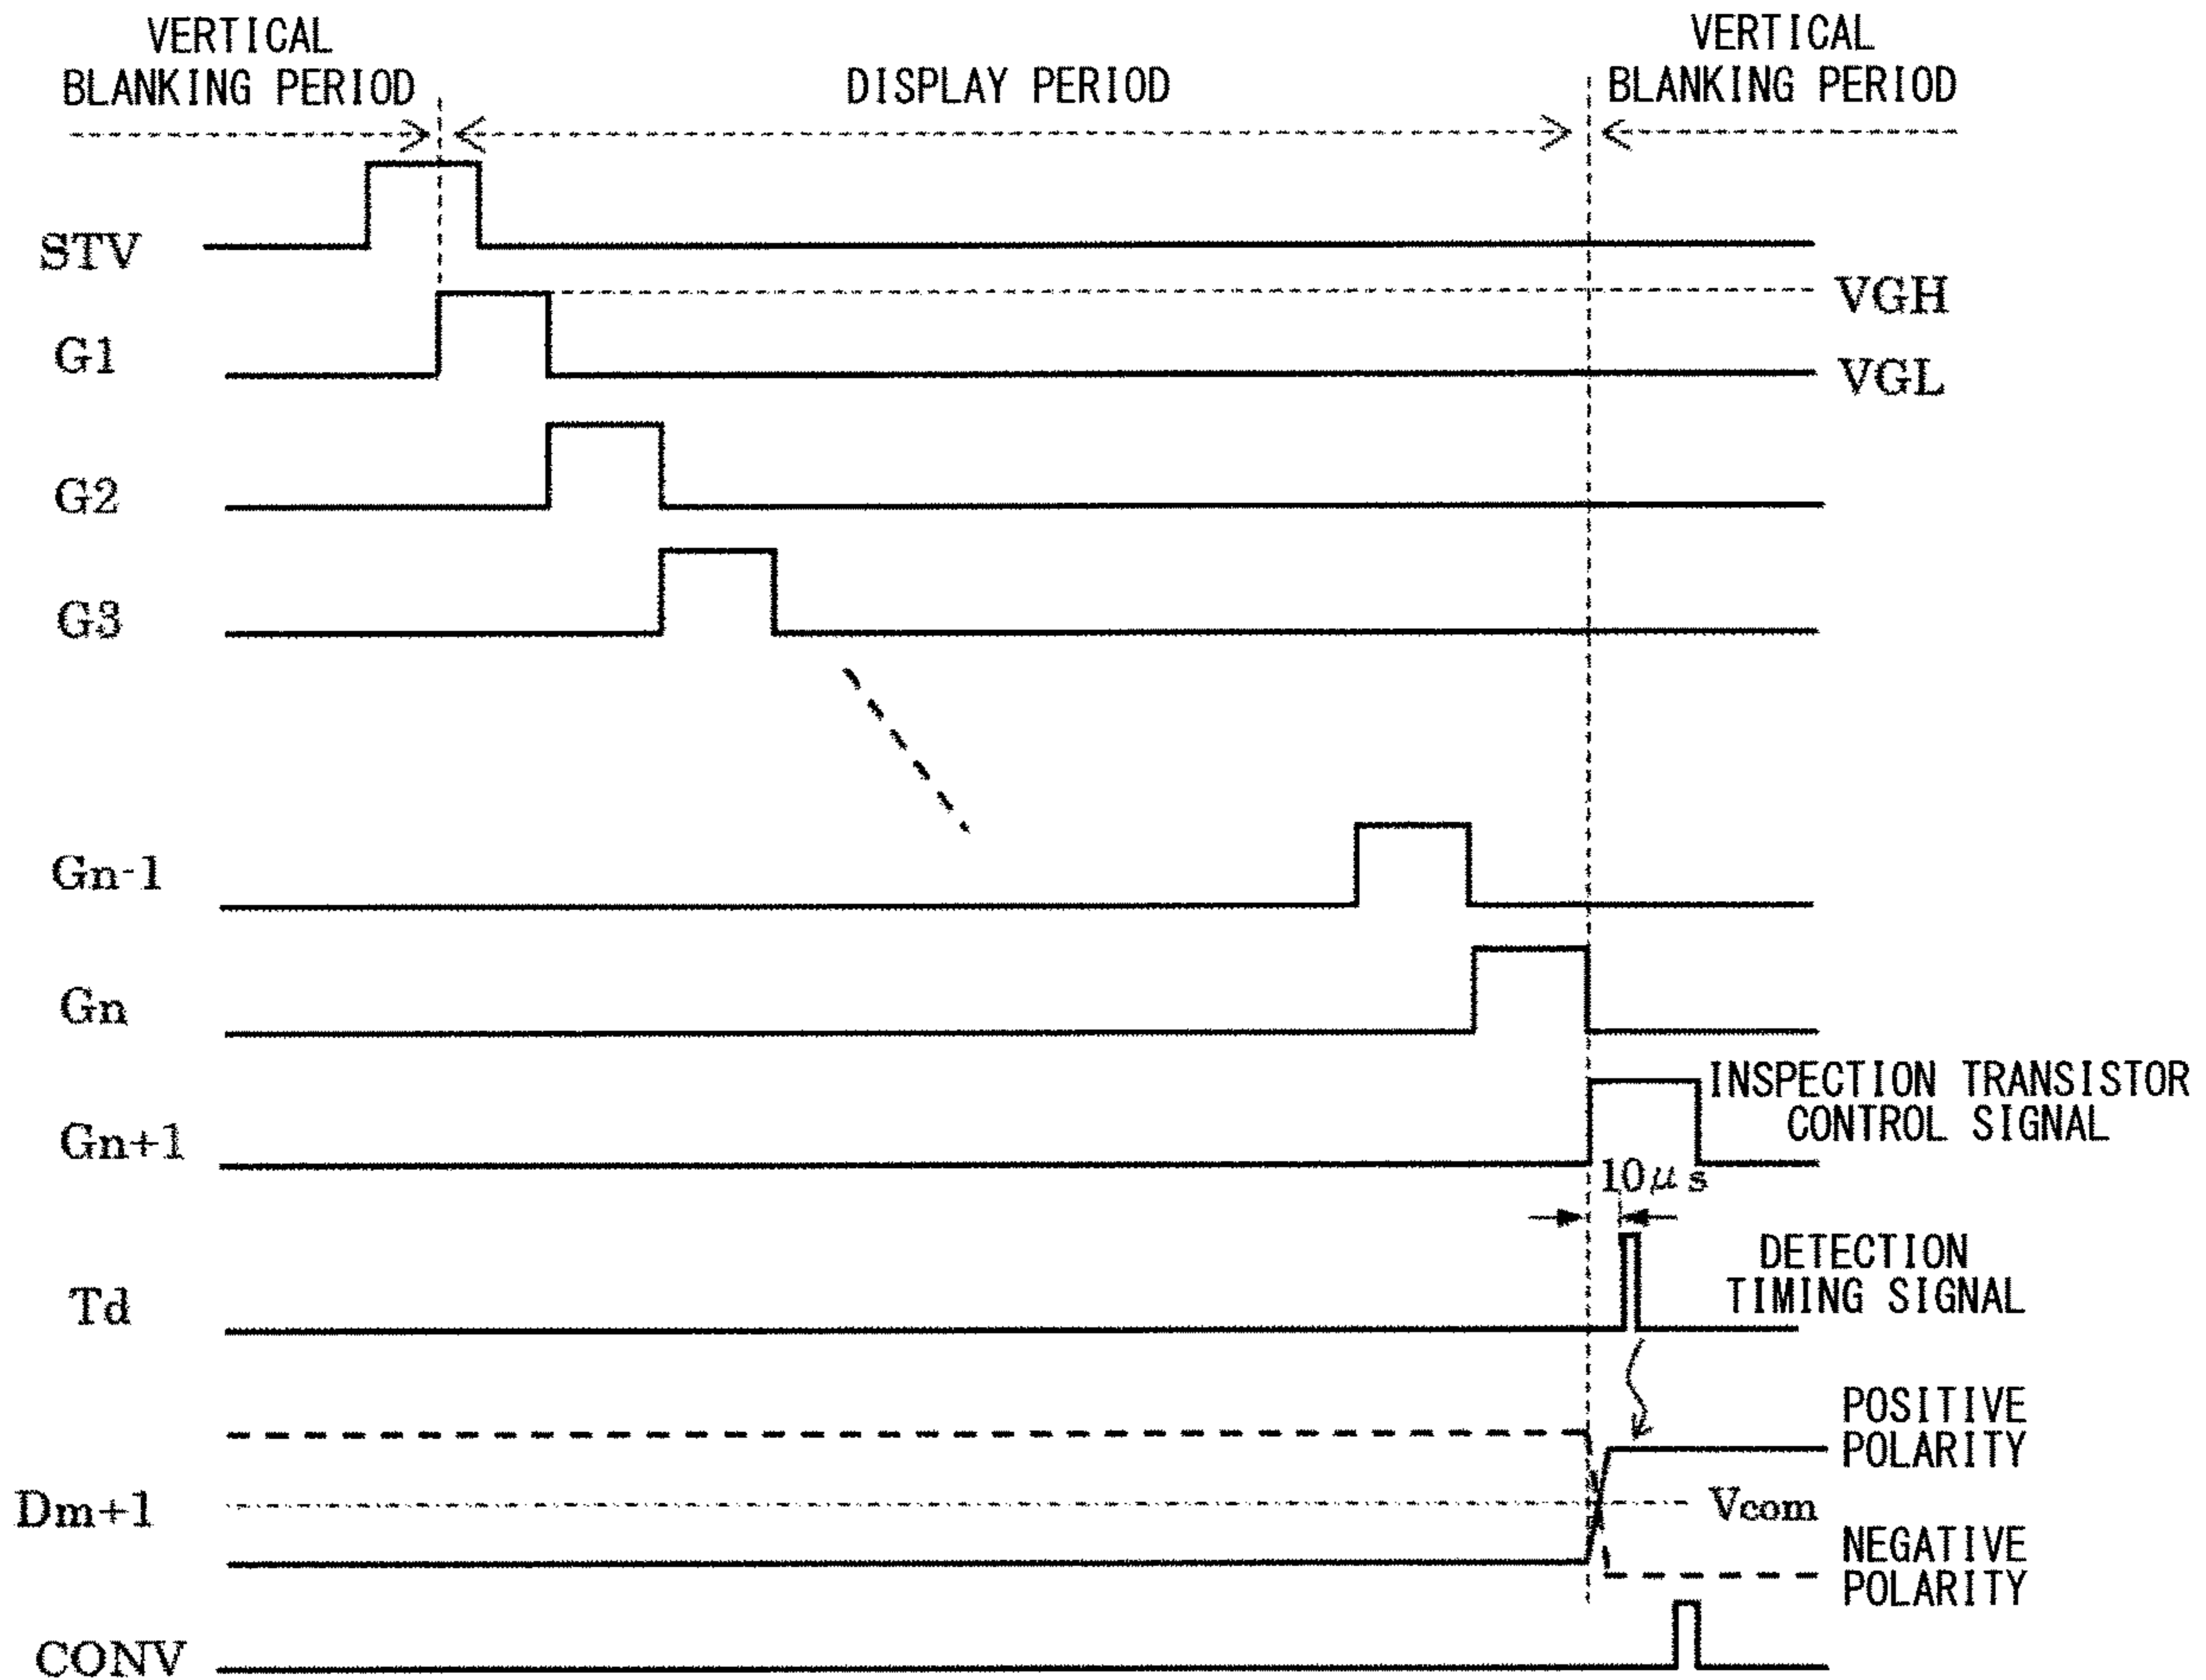 VERTICAL
BLANKING PERIOD
DISPLAY PERIOD
VERTICAL
BLANKING PERIOD
STV
VGH
G1
VGL
G2
G3
Gn-1
Gn
INSPECTION TRANSISTOR
CONTROL SIGNAL
Gn+1
10μs
DETECTION
TIMING SIGNAL
Td
POSITIVE
POLARITY
Dm+1
Vcom
NEGATIVE
POLARITY
CONV